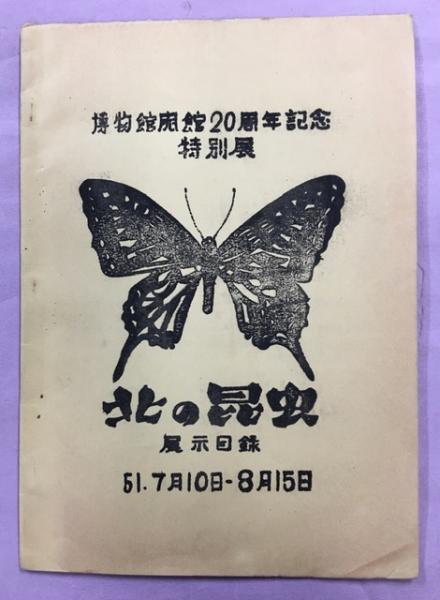 博物館開館20周年記念
特別展
北の昆虫
展示目録
51.7月10日-8月15日